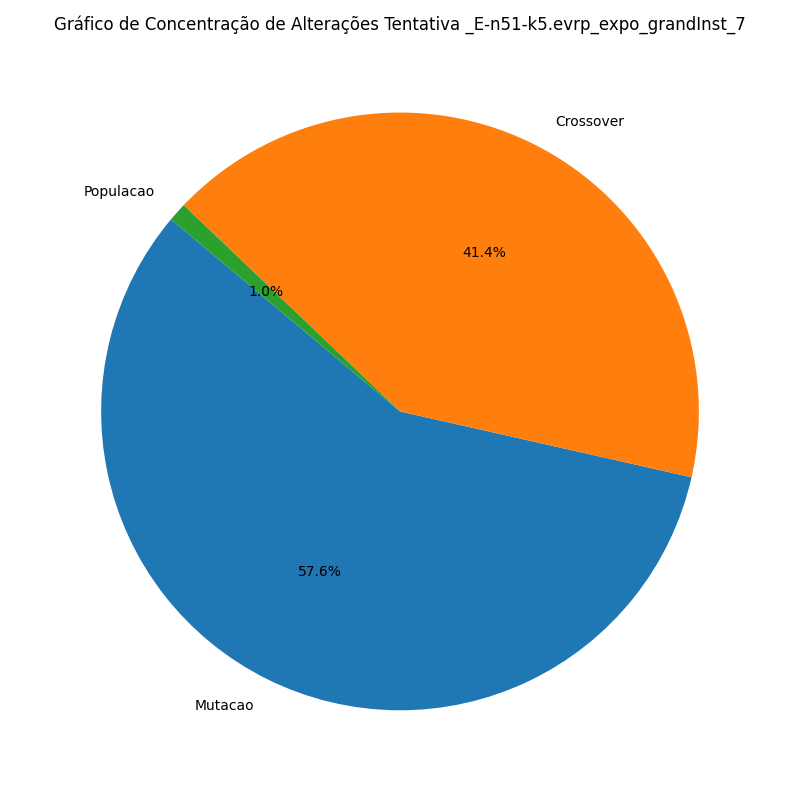 Gráfico de Concentração de Alterações Tentativa _E-n51-k5.evrp_expo_grandInst_7
Crossover
Populacao
41.4%
1.0%
57.6%
Mutacao